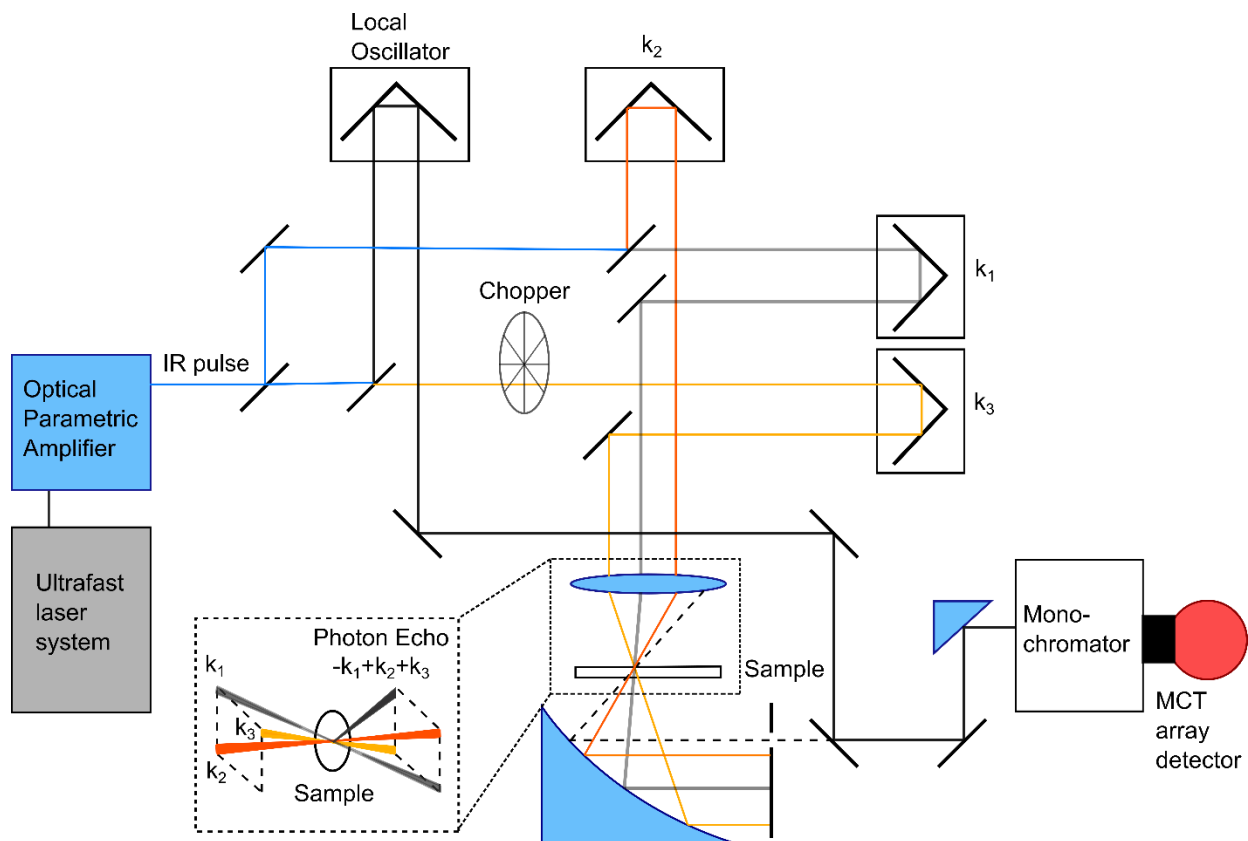 Local
Oscillator
k₂
k₁
Chopper
IR pulse
k₃
Optical
Parametric
Amplifier
Ultrafast
laser
system
Photon Echo
-k₁+k₂+k₃
k₁
k₃
k₂
Sample
Sample
Mono-
chromator
MCT
array
detector